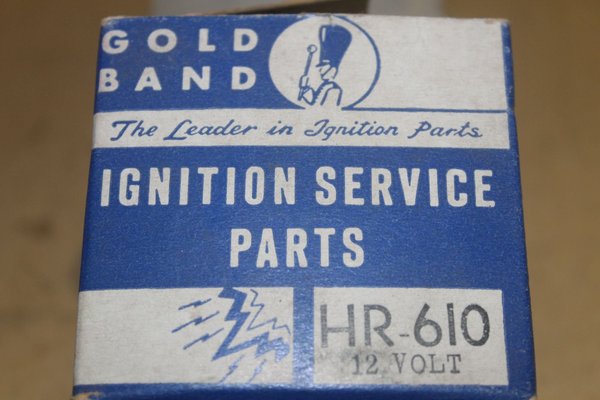 GOLD
BAND
The Leader in Ignition Parts
IGNITION SERVICE
PARTS
HR-610
12 VOLT